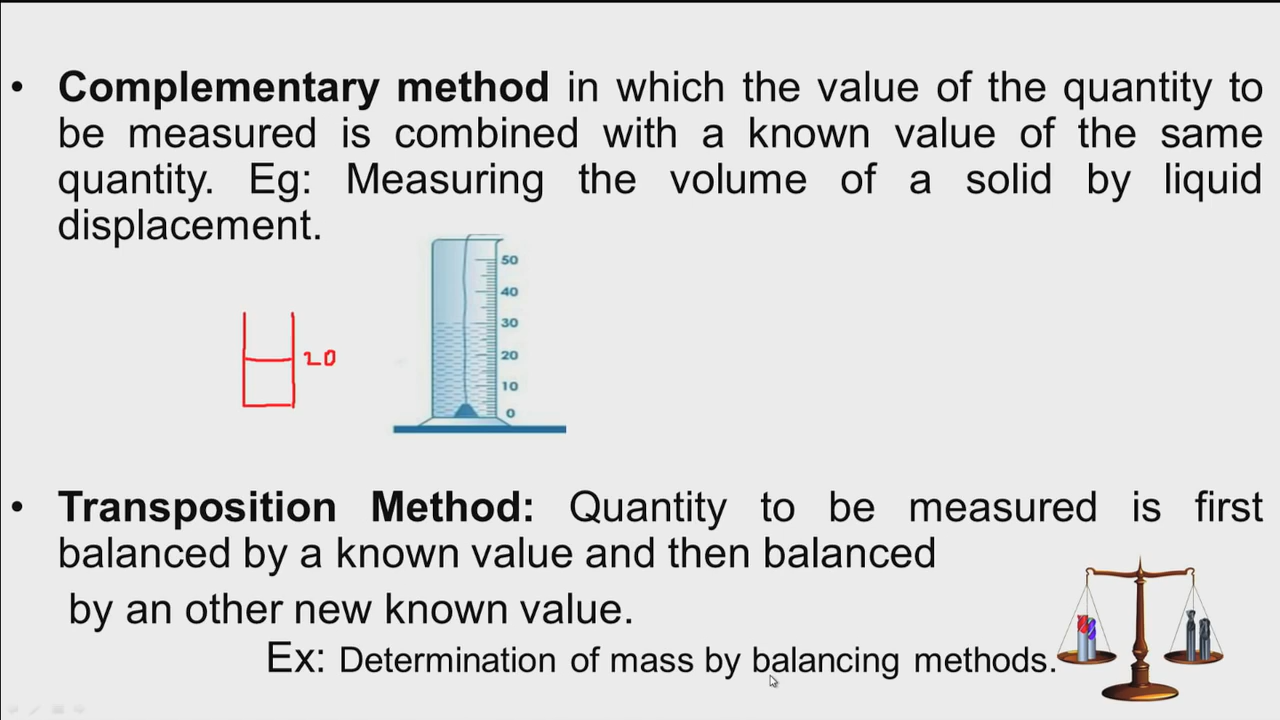 • Complementary method in which the value of the quantity to
be measured is combined with a known value of the same
quantity. Eg: Measuring the volume of a solid by liquid
displacement.
50
40
30
20
20
10
0
• Transposition Method: Quantity to be measured is first
balanced by a known value and then balanced
by an other new known value.
Ex: Determination of mass by balancing methods.